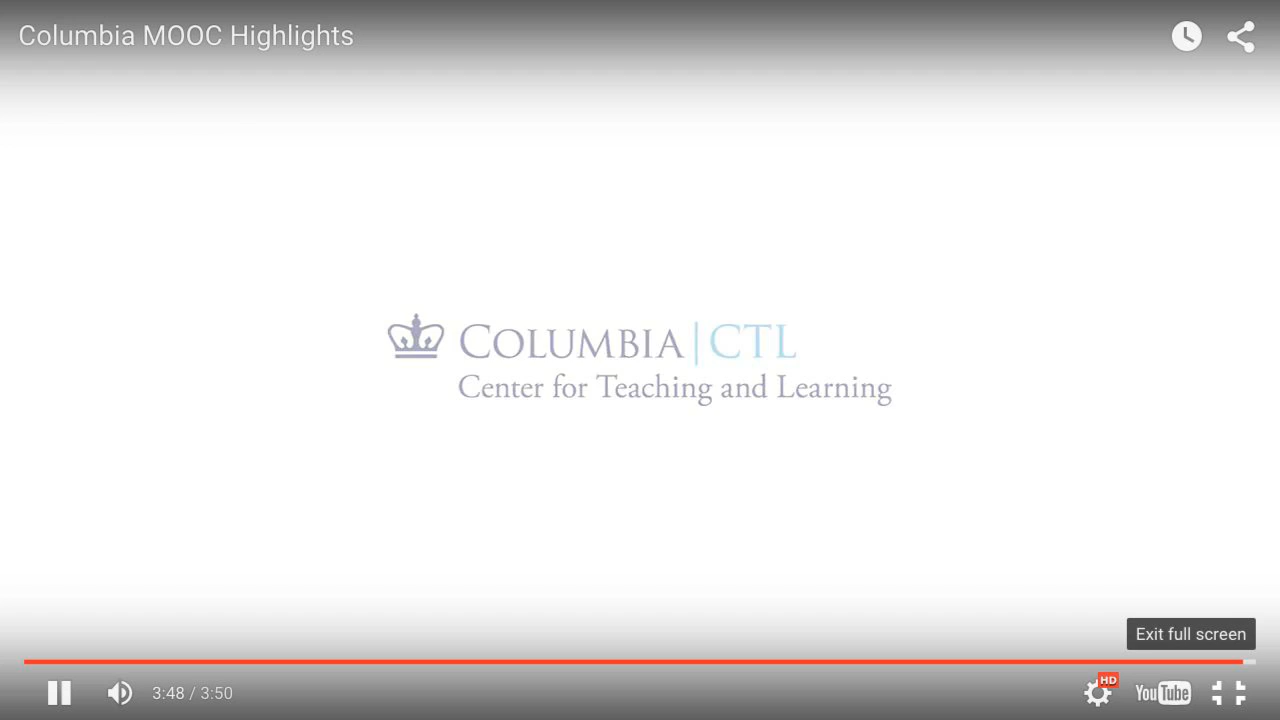 Columbia MOOC Highlights
COLUMBIA | CTL
Center for Teaching and Learning
Exit full screen
3:48 / 3:50
HD
YouTube